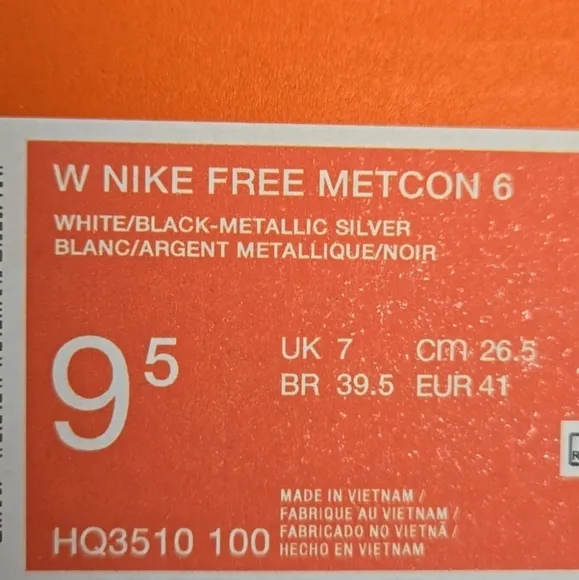 W NIKE FREE METCON 6
WHITE/BLACK-METALLIC SILVER
BLANC/ARGENT METALLIQUE/NOIR
9 5
UK 7 CM 26.5
BR 39.5 EUR 41
MADE IN VIETNAM /
FABRIQUE AU VIETNAM /
FABRICADO NO VIETNÃ /
HECHO EN VIETNAM
HQ3510 100
R